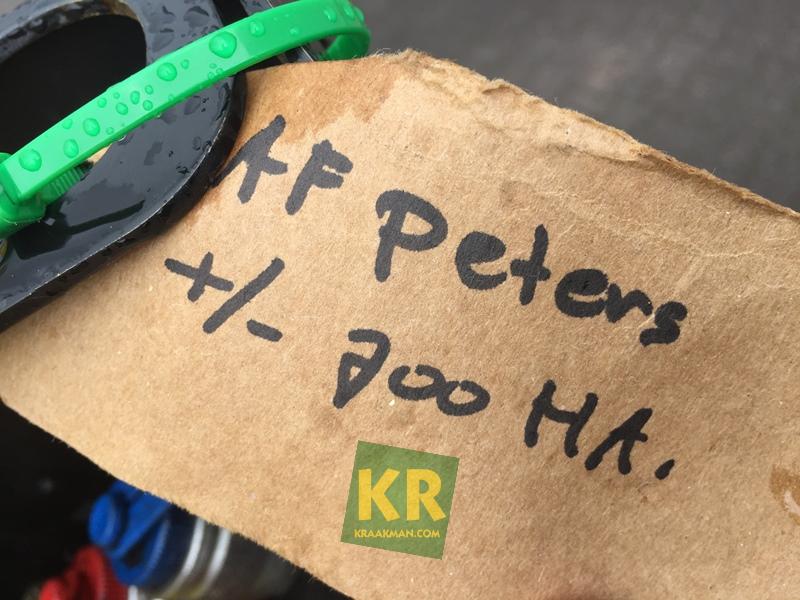 AF Peters
+/- 700 HA.
KR
KRAAKMAN.COM